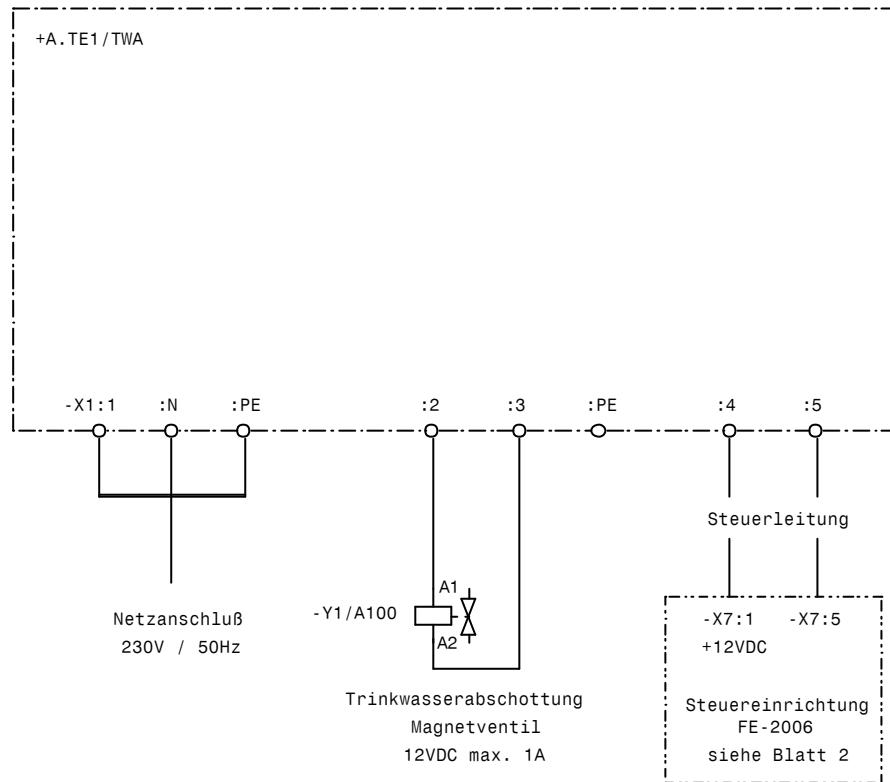 +A.TE1/TWA
-X1:1 :N :PE :2 :3 :PE :4 :5
Steuerleitung
A1
-Y1/A100
A2
Netzanschluß
230V / 50Hz
-X7:1 -X7:5
+12VDC
Trinkwasserabschottung
Magnetventil
12VDC max. 1A
Steuereinrichtung
FE-2006
siehe Blatt 2